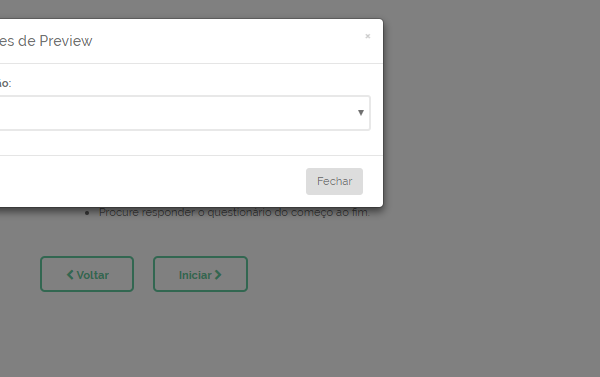 es de Preview
×
ão:
Fechar
Procure responder o questionário do começo ao fim.
Voltar
Iniciar